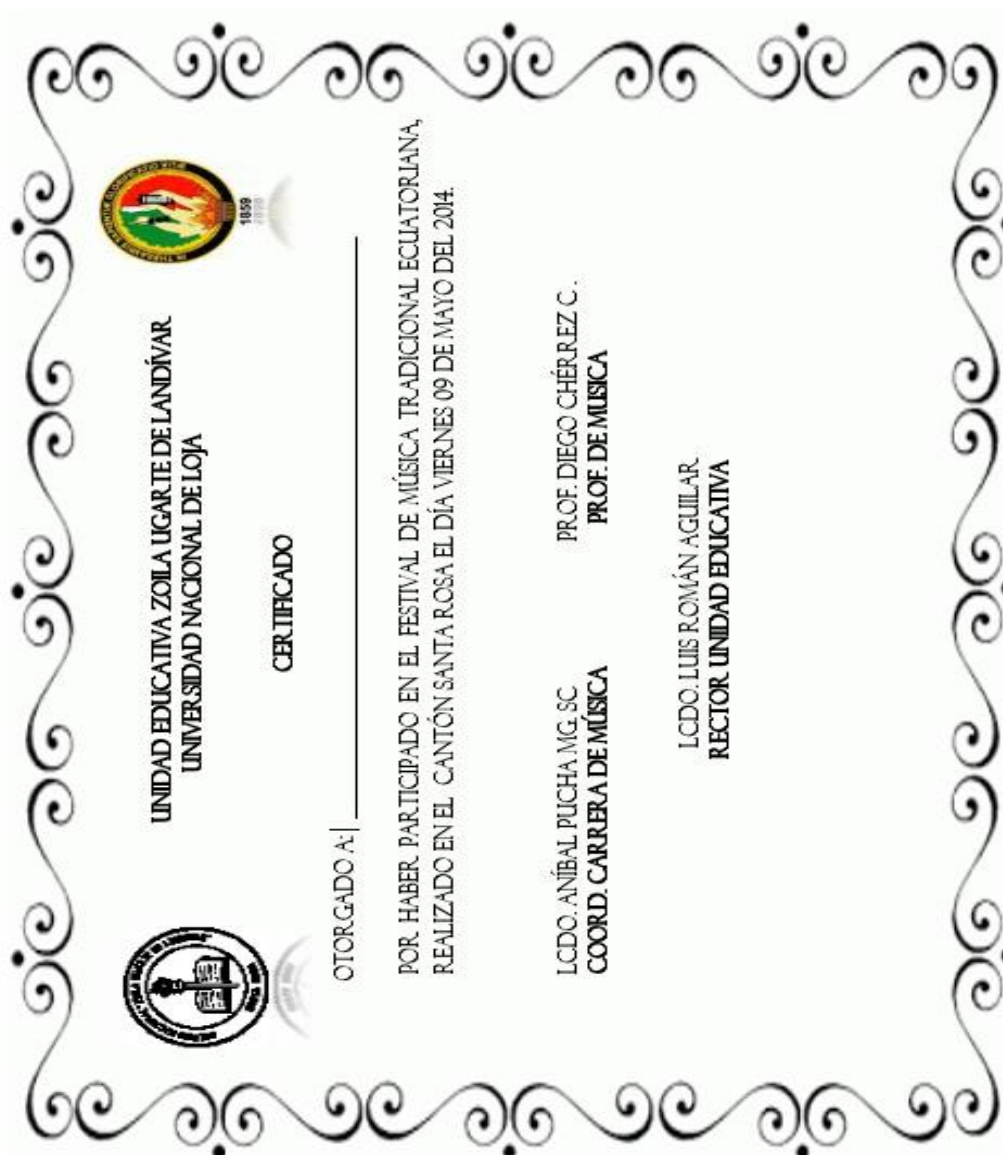 UNIDAD EDUCATIVA ZOILA UGARTE DE LANDÍVAR
UNIVERSIDAD NACIONAL DE LOJA
1859
CERTIFICADO
OTORGADO A:
POR HABER PARTICIPADO EN EL FESTIVAL DE MÚSICA TRADICIONAL ECUATORIANA,
REALIZADO EN EL CANTÓN SANTA ROSA EL DÍA VIERNES 09 DE MAYO DEL 2014.
LCDO. ANÍBAL PUCHA MG. SC
COORD. CARRERA DE MÚSICA
PROF. DIEGO CHÉRREZ C.
PROF. DE MUSICA
LCDO. LUIS ROMÁN AGUILAR
RECTOR UNIDAD EDUCATIVA